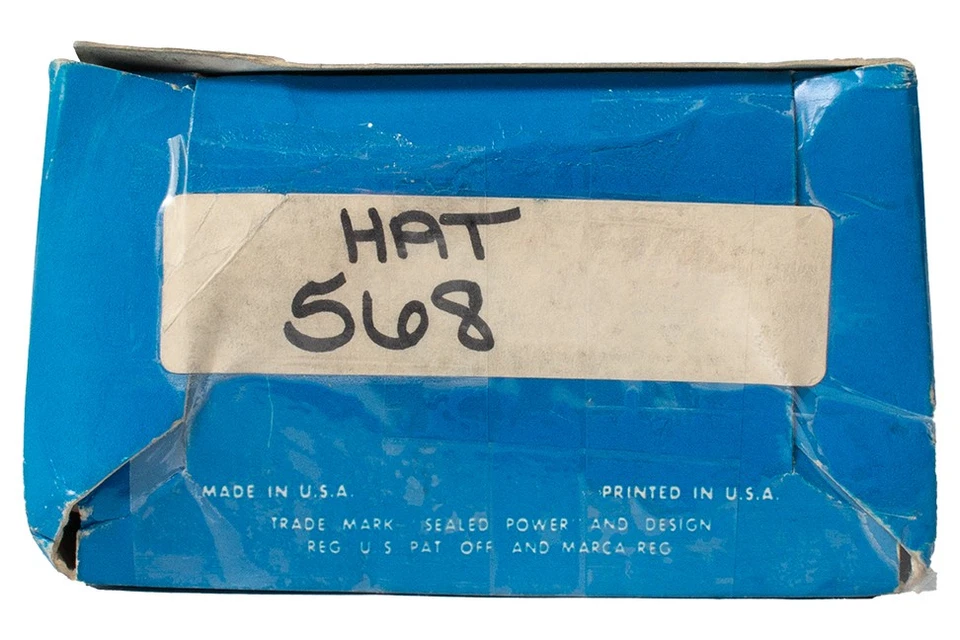 HAT
568
MADE IN U.S.A. PRINTED IN U.S.A.
TRADE MARK "SEALED POWER" AND DESIGN
REG U S PAT OFF AND MARCA REG